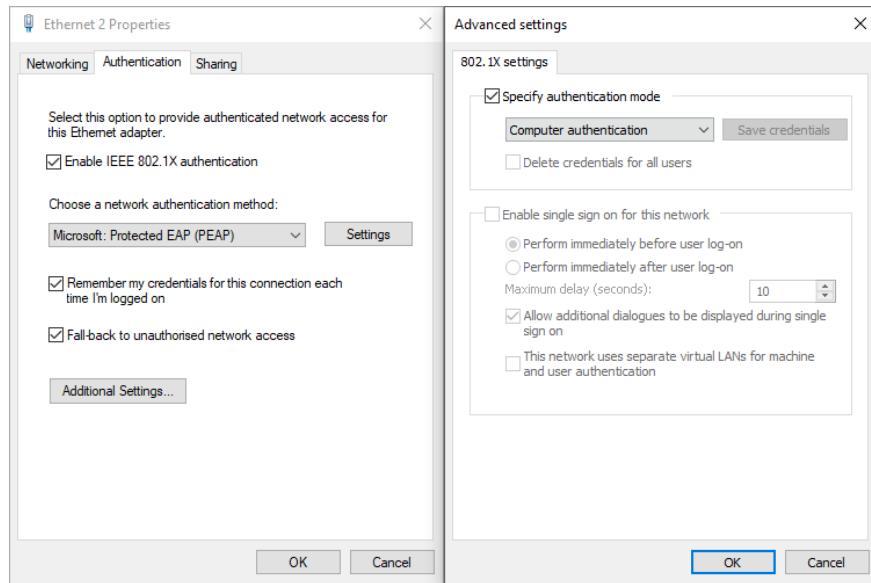 Ethernet 2 Properties
Networking
Authentication
Sharing
Select this option to provide authenticated network access for
this Ethernet adapter.
Enable IEEE 802.1X authentication
Choose a network authentication method:
Microsoft: Protected EAP (PEAP)
Settings
Remember my credentials for this connection each
time I'm logged on
Fall-back to unauthorised network access
Additional Settings...
OK
Cancel
Advanced settings
802.1X settings
Specify authentication mode
Computer authentication
Save credentials
Delete credentials for all users
Enable single sign on for this network
Perform immediately before user log-on
Perform immediately after user log-on
Maximum delay (seconds):
10
Allow additional dialogues to be displayed during single
sign on
This network uses separate virtual LANs for machine
and user authentication
OK
Cancel